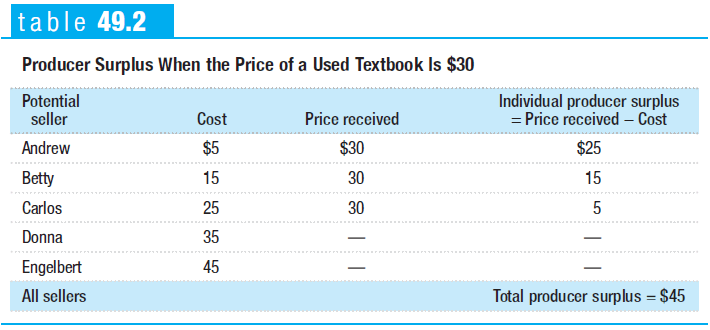 table 49.2
Producer Surplus When the Price of a Used Textbook Is $30
Potential seller Cost Price received Individual producer surplus = Price received – Cost
Andrew $5 $30 $25
Betty 15 30 15
Carlos 25 30 5
Donna 35 — —
Engelbert 45 — —
All sellers Total producer surplus = $45